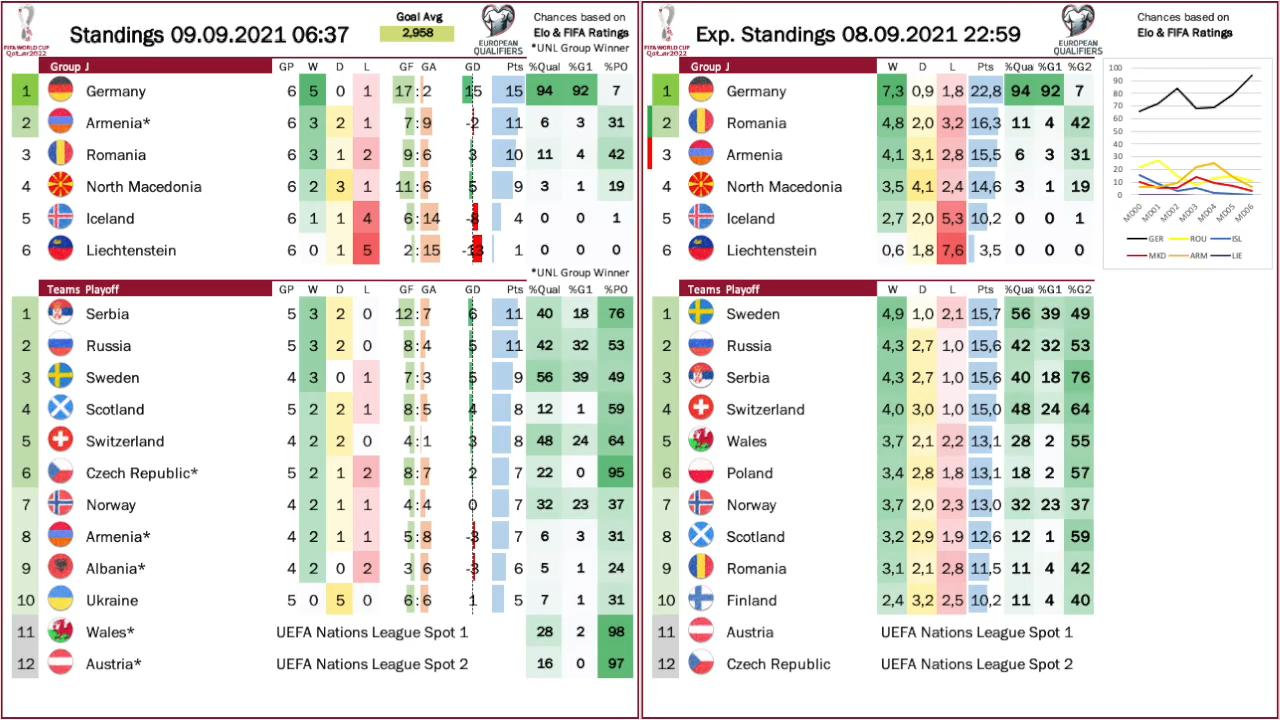 FIFA WORLD CUP
Qatar2022
Standings 09.09.2021 06:37
Goal Avg
2,958
EUROPEAN
QUALIFIERS
Chances based on
Elo & FIFA Ratings
*UNL Group Winner
Group J GP W D L GF GA GD Pts %Qual %G1 %PO
1 Germany 6 5 0 1 17 : 2 15 15 94 92 7
2 Armenia* 6 3 2 1 7 : 9 -2 11 6 3 31
3 Romania 6 3 1 2 9 : 6 3 10 11 4 42
4 North Macedonia 6 2 3 1 11 : 6 5 9 3 1 19
5 Iceland 6 1 1 4 6 : 14 -8 4 0 0 1
6 Liechtenstein 6 0 1 5 2 : 15 -13 1 0 0 0
*UNL Group Winner
Teams Playoff GP W D L GF GA GD Pts %Qual %G1 %PO
1 Serbia 5 3 2 0 12 : 7 6 11 40 18 76
2 Russia 5 3 2 0 8 : 4 5 11 42 32 53
3 Sweden 4 3 0 1 7 : 3 5 9 56 39 49
4 Scotland 5 2 2 1 8 : 5 4 8 12 1 59
5 Switzerland 4 2 2 0 4 : 1 3 8 48 24 64
6 Czech Republic* 5 2 1 2 8 : 7 2 7 22 0 95
7 Norway 4 2 1 1 4 : 4 0 7 32 23 37
8 Armenia* 4 2 1 1 5 : 8 -3 7 6 3 31
9 Albania* 4 2 0 2 3 : 6 -3 6 5 1 24
10 Ukraine 5 0 5 0 6 : 6 1 5 7 1 31
11 Wales* UEFA Nations League Spot 1 28 2 98
12 Austria* UEFA Nations League Spot 2 16 0 97
FIFA WORLD CUP
Qatar2022
Exp. Standings 08.09.2021 22:59
EUROPEAN
QUALIFIERS
Chances based on
Elo & FIFA Ratings
Group J W D L Pts %Qual %G1 %G2
1 Germany 7,3 0,9 1,8 22,8 94 92 7
2 Romania 4,8 2,0 3,2 16,3 11 4 42
3 Armenia 4,1 3,1 2,8 15,5 6 3 31
4 North Macedonia 3,5 4,1 2,4 14,6 3 1 19
5 Iceland 2,7 2,0 5,3 10,2 0 0 1
6 Liechtenstein 0,6 1,8 7,6 3,5 0 0 0
100
90
80
70
60
50
40
30
20
10
0
MD00 MD01 MD02 MD03 MD04 MD05 MD06
GER ROU ISL
MKD ARM LIE
Teams Playoff W D L Pts %Qual %G1 %G2
1 Sweden 4,9 1,0 2,1 15,7 56 39 49
2 Russia 4,3 2,7 1,0 15,6 42 32 53
3 Serbia 4,3 2,7 1,0 15,6 40 18 76
4 Switzerland 4,0 3,0 1,0 15,0 48 24 64
5 Wales 3,7 2,1 2,2 13,1 28 2 55
6 Poland 3,4 2,8 1,8 13,1 18 2 57
7 Norway 3,7 2,0 2,3 13,0 32 23 37
8 Scotland 3,2 2,9 1,9 12,6 12 1 59
9 Romania 3,1 2,1 2,8 11,5 11 4 42
10 Finland 2,4 3,2 2,5 10,2 11 4 40
11 Austria UEFA Nations League Spot 1
12 Czech Republic UEFA Nations League Spot 2